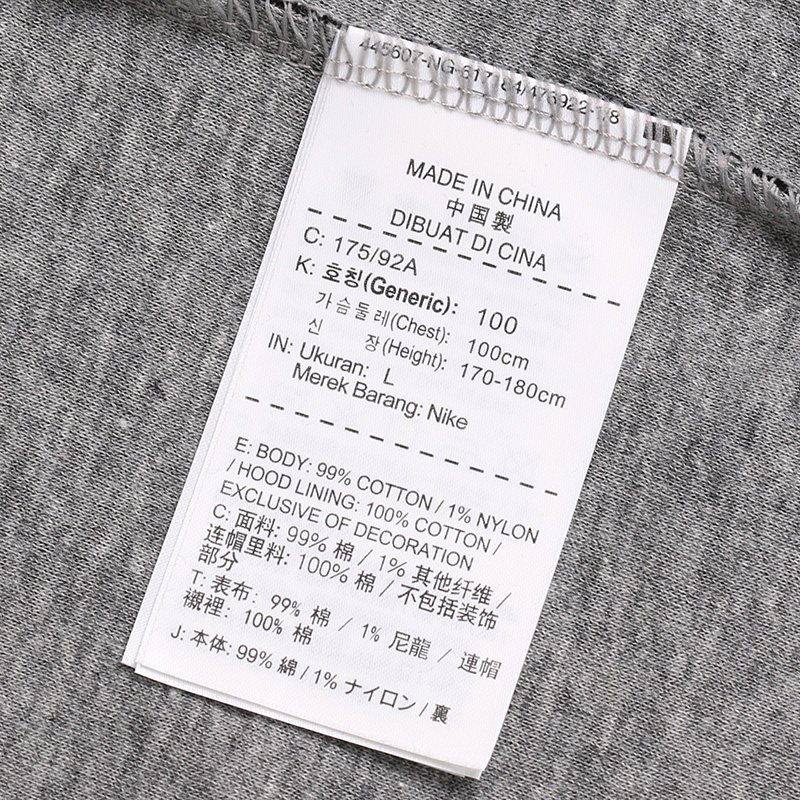 MADE IN CHINA
中国製
DIBUAT DI CINA
C: 175/92A
K: 호칭(Generic): 100
가슴둘레(Chest): 100cm
신 장(Height): 170-180cm
IN: Ukuran: L
Merek Barang: Nike
E: BODY: 99% COTTON / 1% NYLON
/ HOOD LINING: 100% COTTON /
EXCLUSIVE OF DECORATION
C: 面料: 99% 棉 / 1% 其他纤维 /
连帽里料: 100% 棉 / 不包括装饰
部分
T: 表布: 99% 棉 / 1% 尼龍 / 連帽
襯裡: 100% 棉
J: 本体: 99% 綿 / 1% ナイロン / 裏